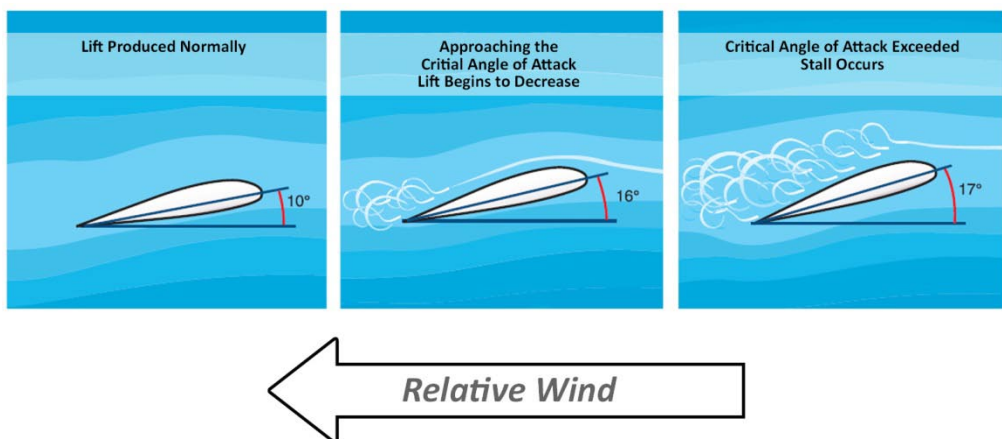 Lift Produced Normally
Approaching the
Critial Angle of Attack
Lift Begins to Decrease
Critical Angle of Attack Exceeded
Stall Occurs
10°
16°
17°
Relative Wind